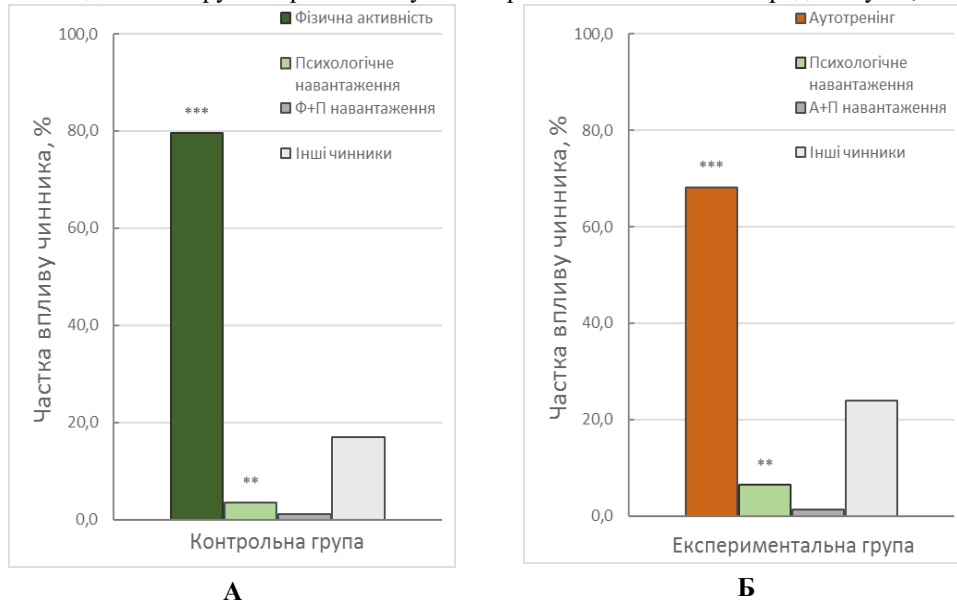 Фізична активність
100,0
Психологічне
навантаження
Ф+П навантаження
***
80,0
Інші чинники
60,0
40,0
20,0
**
0,0
Частка впливу чинника, %
Контрольна група
А
Аутотренінг
100,0
Психологічне
навантаження
А+П навантаження
80,0
Інші чинники
***
60,0
40,0
20,0
**
0,0
Частка впливу чинника, %
Експериментальна група
Б